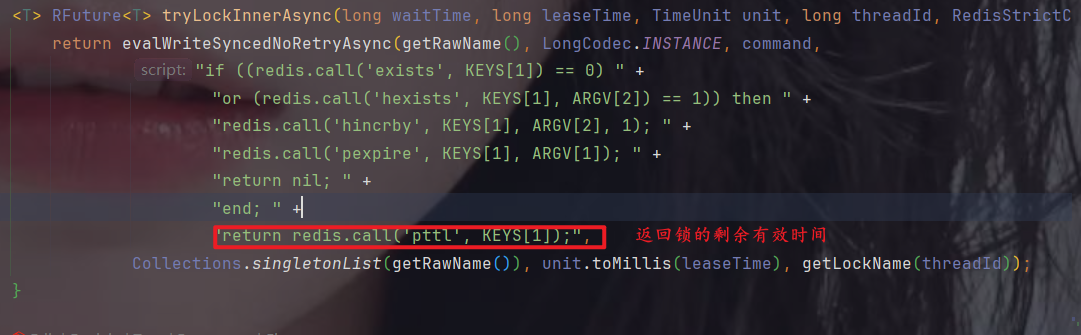 <T> RFuture<T> tryLockInnerAsync(long waitTime, long leaseTime, TimeUnit unit, long threadId, RedisStrictC
return evalWriteSyncedNoRetryAsync(getRawName(), LongCodec.INSTANCE, command,
script: "if ((redis.call('exists', KEYS[1]) == 0) " +
"or (redis.call('hexists', KEYS[1], ARGV[2]) == 1)) then " +
"redis.call('hincrby', KEYS[1], ARGV[2], 1); " +
"redis.call('pexpire', KEYS[1], ARGV[1]); " +
"return nil; " +
"end; " +
"return redis.call('pttl', KEYS[1]);", 返回锁的剩余有效时间
Collections.singletonList(getRawName()), unit.toMillis(leaseTime), getLockName(threadId));
}